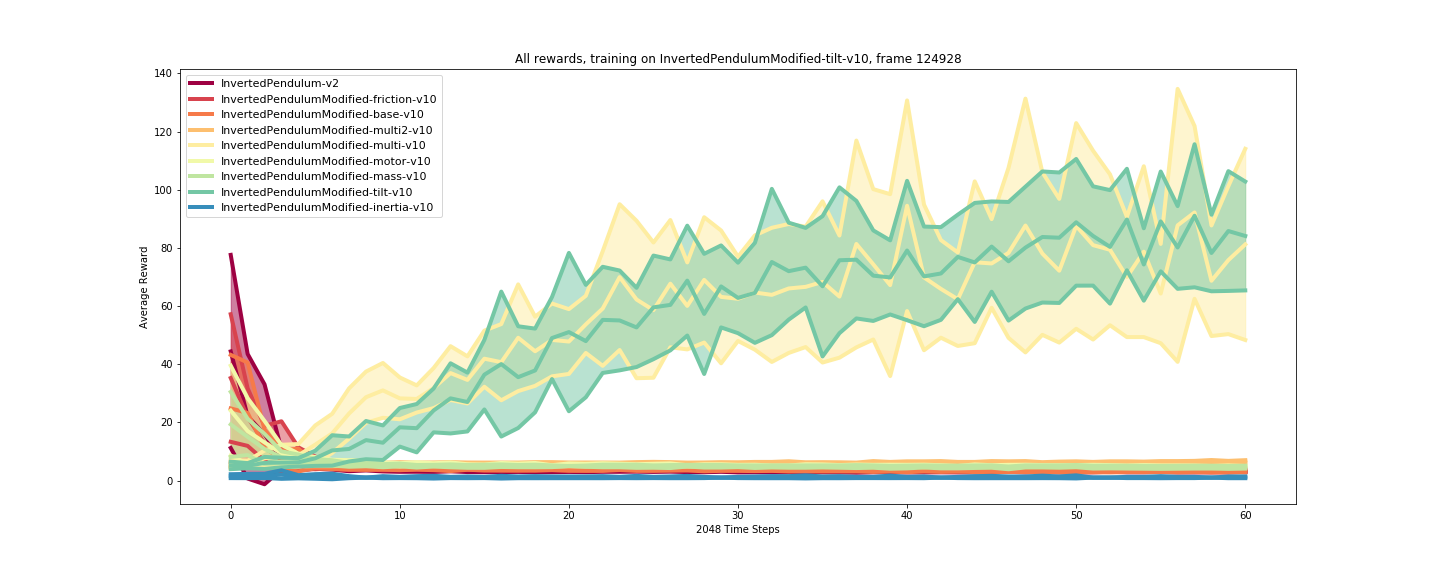 All rewards, training on InvertedPendulumModified-tilt-v10, frame 124928
140
120
100
80
60
40
20
0
Average Reward
InvertedPendulum-v2
InvertedPendulumModified-friction-v10
InvertedPendulumModified-base-v10
InvertedPendulumModified-multi2-v10
InvertedPendulumModified-multi-v10
InvertedPendulumModified-motor-v10
InvertedPendulumModified-mass-v10
InvertedPendulumModified-tilt-v10
InvertedPendulumModified-inertia-v10
0 10 20 30 40 50 60
2048 Time Steps